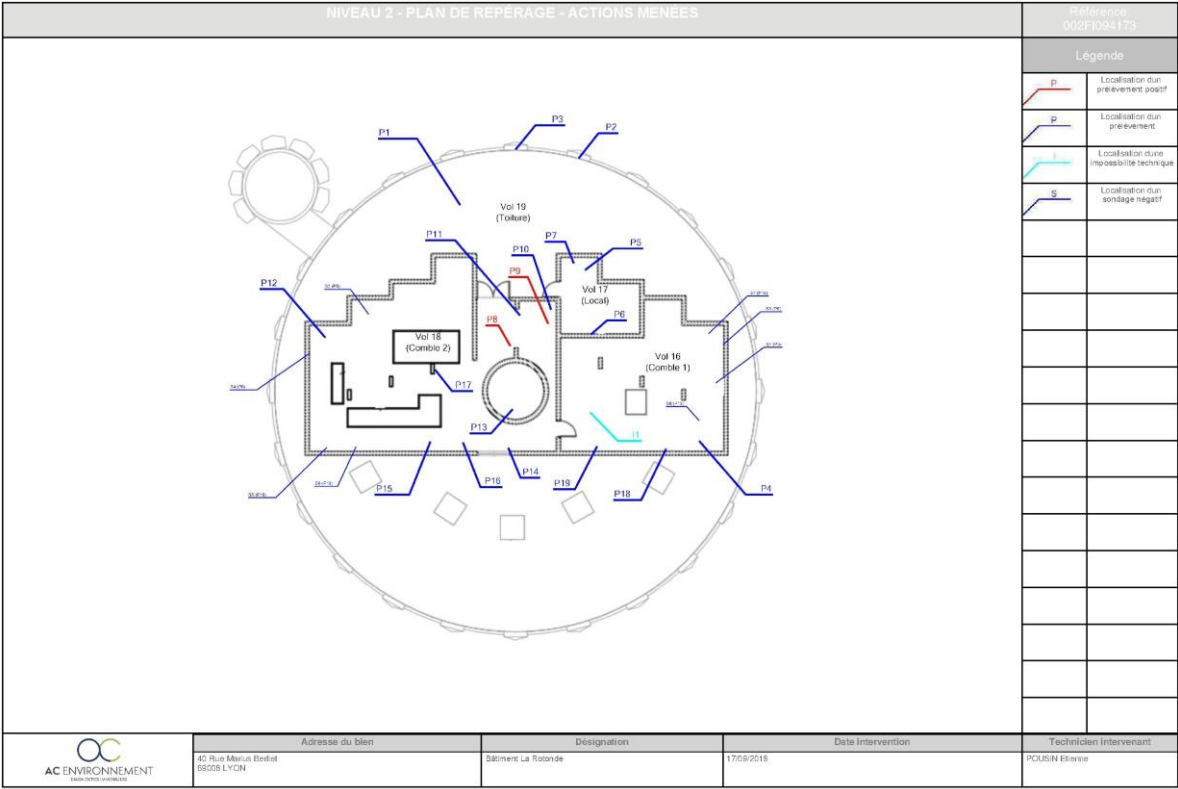 NIVEAU 2 - PLAN DE REPÉRAGE - ACTIONS MENÉES
Référence
002FI094173
Légende
P
Localisation dun
prélèvement positif
P
Localisation dun
prélèvement
I
Localisation dune
impossibilité technique
S
Localisation dun
sondage négatif
P1
P3
P2
Vol 19
(Toiture)
P11
P10
P7
P5
P9
P12
Vol 17
(Local)
P8
P6
Vol 18
(Comble 2)
Vol 16
(Comble 1)
P17
P13
I1
P15
P16
P14
P19
P18
P4
AC ENVIRONNEMENT
Adresse du bien
40 Rue Marius Berliet
69008 LYON
Désignation
Bâtiment La Rotonde
Date intervention
17/09/2018
Technicien intervenant
POUSIN Etienne